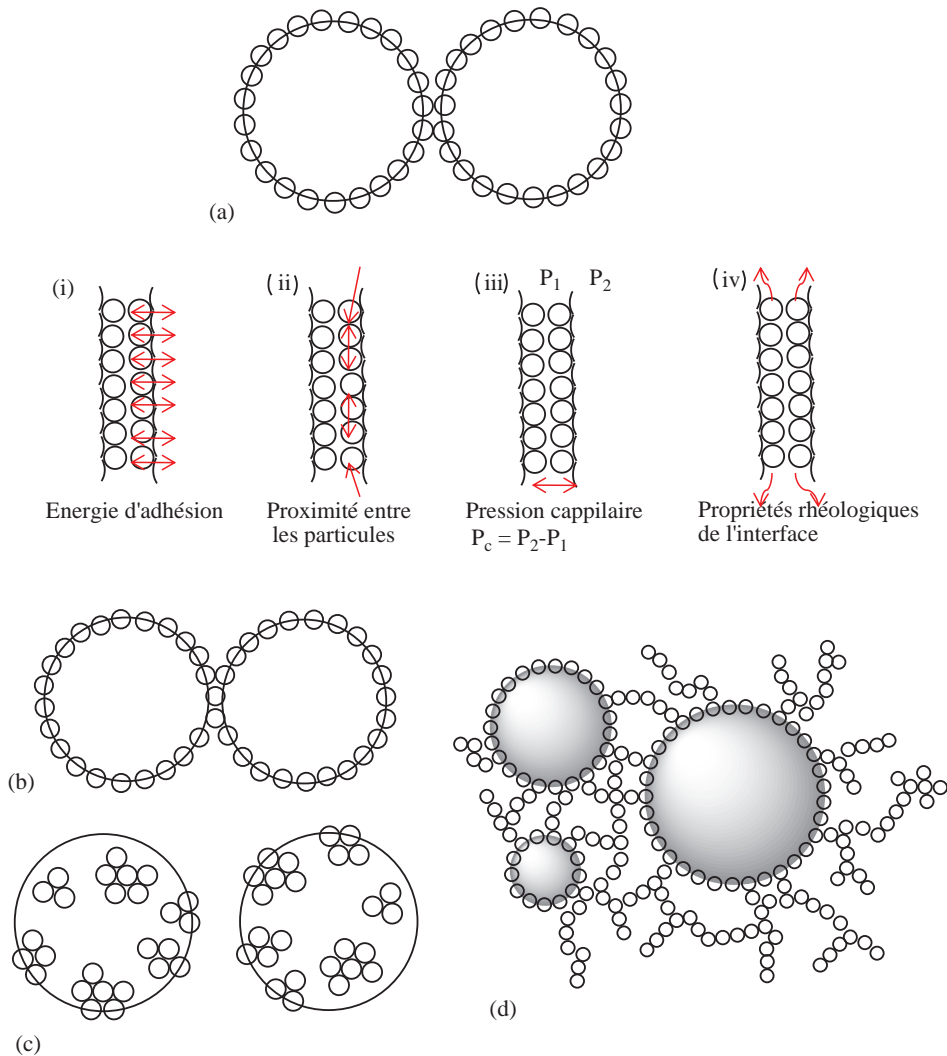 (a)
(i)
(ii)
(iii) P₁ P₂
(iv)
Energie d'adhésion
Proximité entre
les particules
Pression cappilaire
P_c = P₂-P₁
Propriétés rhéologiques
de l'interface
(b)
(c)
(d)